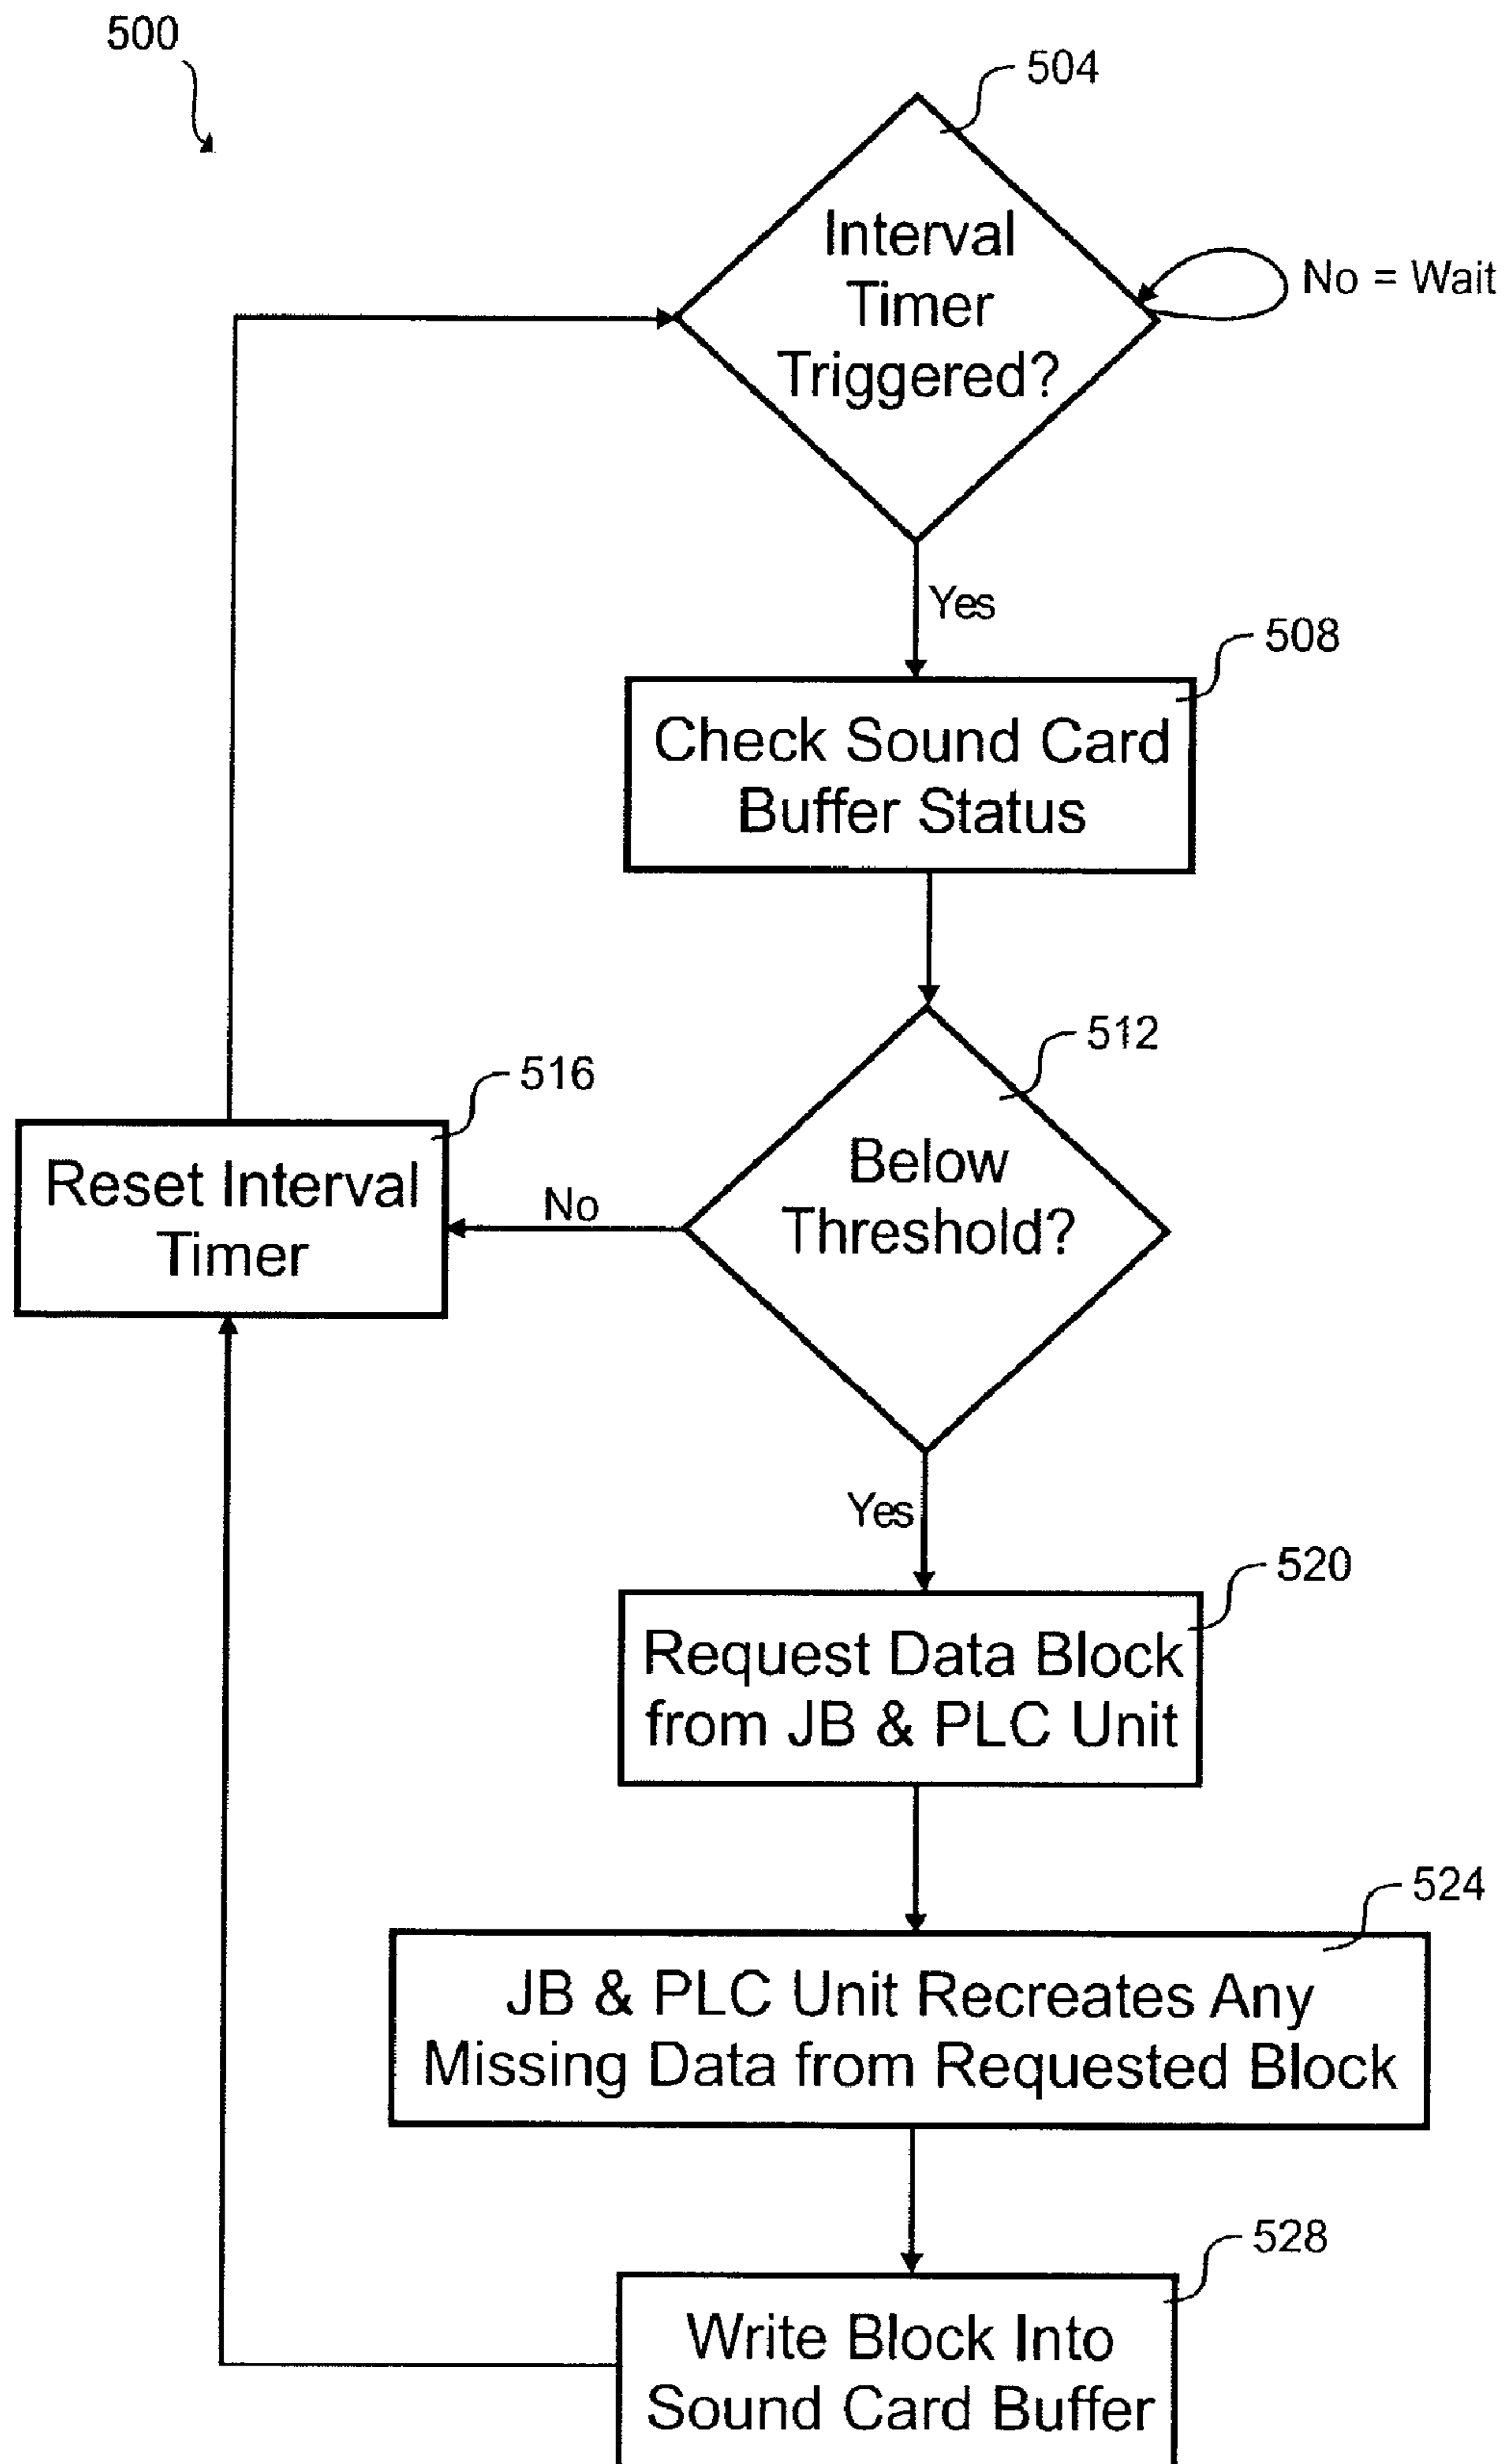 500
504
Interval
Timer
Triggered?
No = Wait
Yes
508
Check Sound Card
Buffer Status
512
Below
Threshold?
516
Reset Interval
Timer
No
Yes
520
Request Data Block
from JB & PLC Unit
524
JB & PLC Unit Recreates Any
Missing Data from Requested Block
528
Write Block Into
Sound Card Buffer